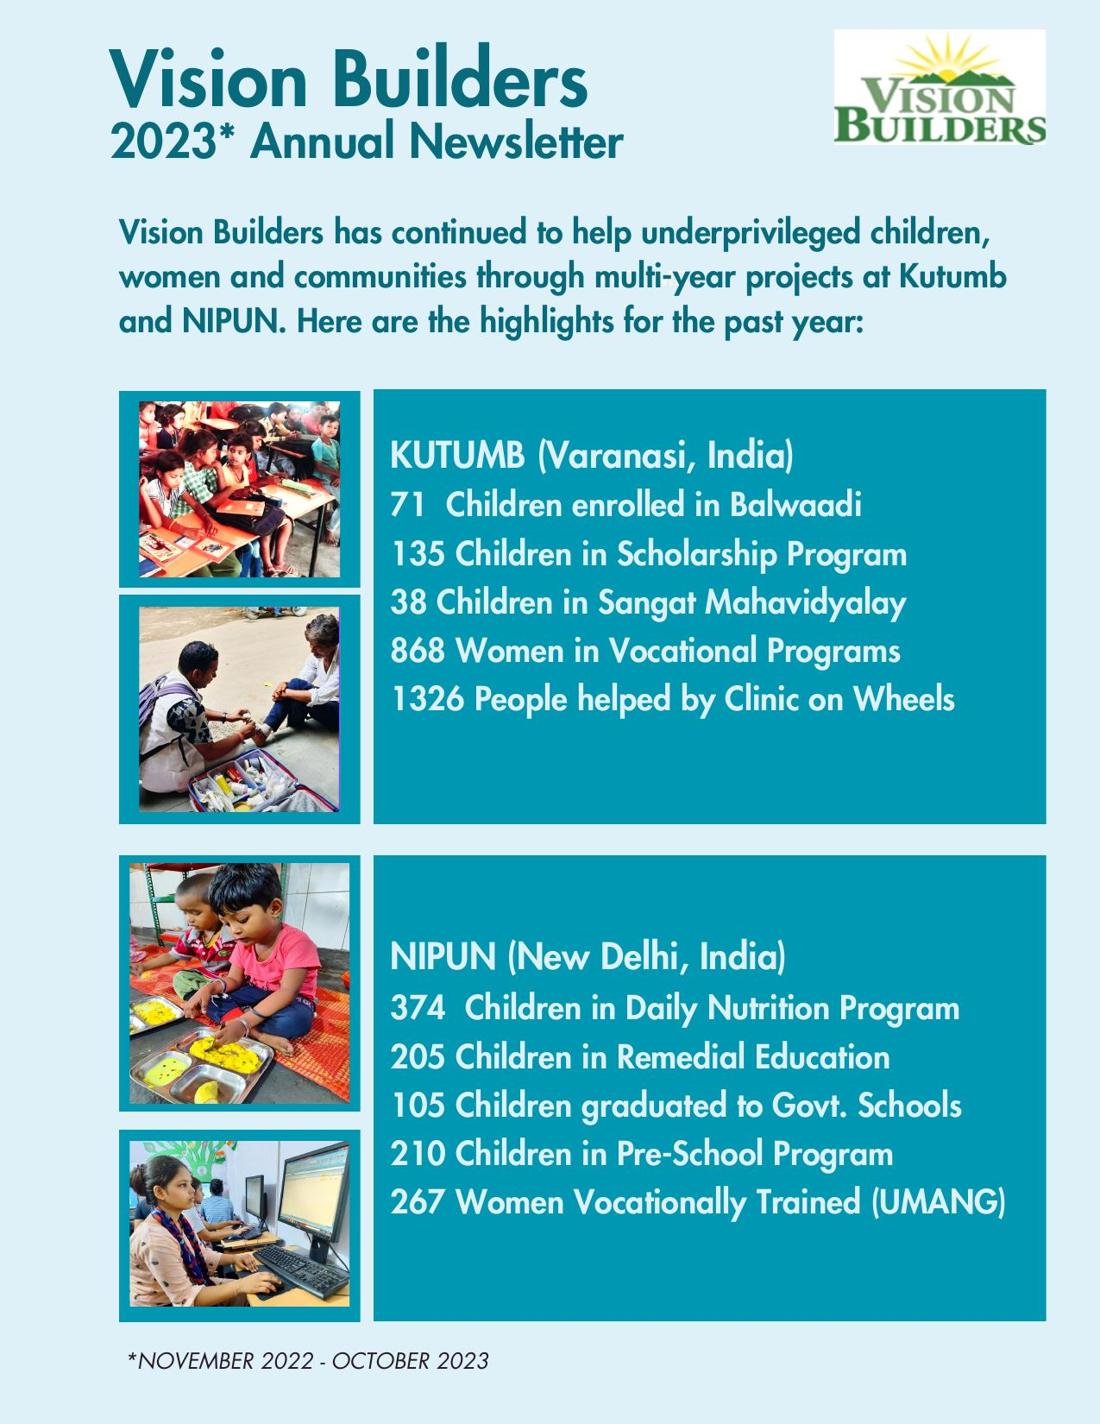 Vision Builders
2023* Annual Newsletter
VISION
BUILDERS
Vision Builders has continued to help underprivileged children,
women and communities through multi-year projects at Kutumb
and NIPUN. Here are the highlights for the past year:
KUTUMB (Varanasi, India)
71 Children enrolled in Balwaadi
135 Children in Scholarship Program
38 Children in Sangat Mahavidyalay
868 Women in Vocational Programs
1326 People helped by Clinic on Wheels
NIPUN (New Delhi, India)
374 Children in Daily Nutrition Program
205 Children in Remedial Education
105 Children graduated to Govt. Schools
210 Children in Pre-School Program
267 Women Vocationally Trained (UMANG)
*NOVEMBER 2022 - OCTOBER 2023